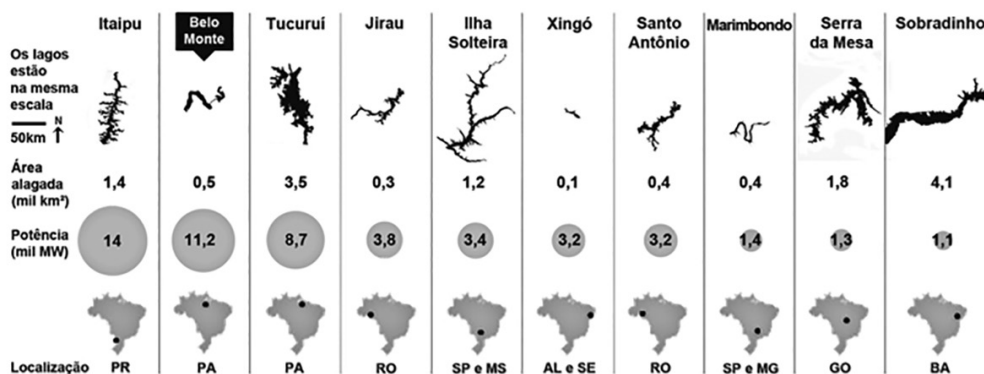 Itaipu
Belo
Monte
Tucuruí
Jirau
Ilha
Solteira
Xingó
Santo
Antônio
Marimbondo
Serra
da Mesa
Sobradinho
Os lagos
estão
na mesma
escala
N
50km
Área
alagada
(mil km²)
1,4 0,5 3,5 0,3 1,2 0,1 0,4 0,4 1,8 4,1
Potência
(mil MW)
14 11,2 8,7 3,8 3,4 3,2 3,2 1,4 1,3 1,1
Localização PR PA PA RO SP e MS AL e SE RO SP e MG GO BA